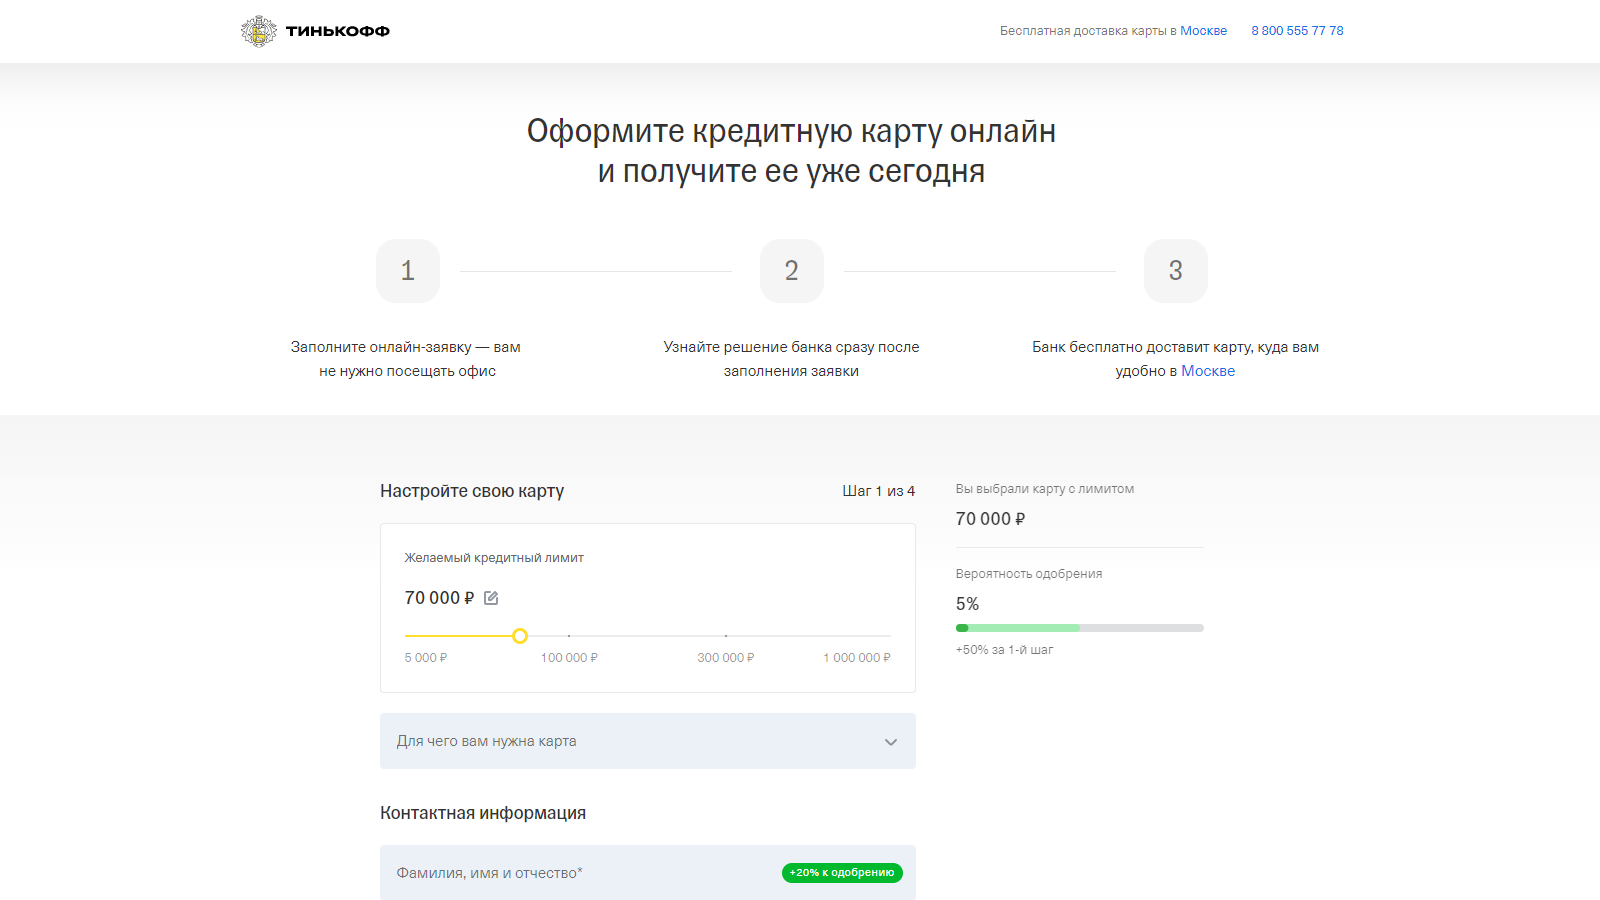 ТИНЬКОФФ
Бесплатная доставка карты в Москве
8 800 555 77 78
Оформите кредитную карту онлайн
и получите ее уже сегодня
1
2
3
Заполните онлайн-заявку — вам
не нужно посещать офис
Узнайте решение банка сразу после
заполнения заявки
Банк бесплатно доставит карту, куда вам
удобно в Москве
Настройте свою карту
Шаг 1 из 4
Желаемый кредитный лимит
70 000 ₽
5 000 ₽
100 000 ₽
300 000 ₽
1 000 000 ₽
Для чего вам нужна карта
Контактная информация
Фамилия, имя и отчество*
+20% к одобрению
Вы выбрали карту с лимитом
70 000 ₽
Вероятность одобрения
5%
+50% за 1-й шаг